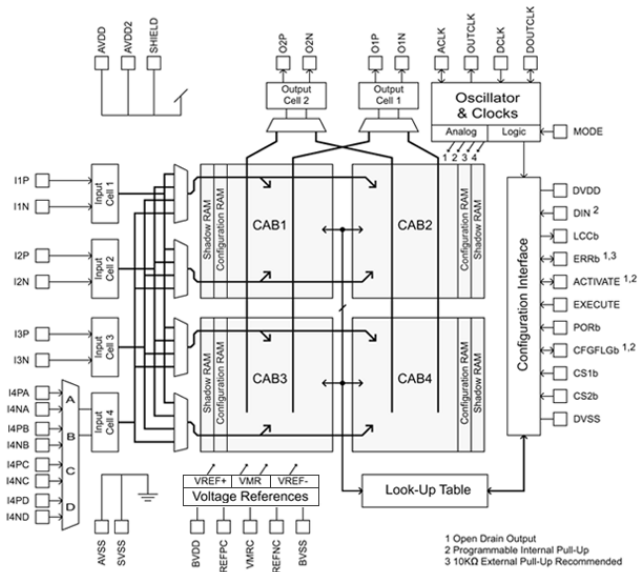 AVDD
AVDD2
SHIELD
O2P
O2N
O1P
O1N
ACLK
OUTCLK
DCLK
DOUTCLK
Output
Cell 2
Output
Cell 1
Oscillator
& Clocks
Analog
Logic
MODE
1 2 3 4
I1P
I1N
Input
Cell 1
I2P
I2N
Input
Cell 2
I3P
I3N
Input
Cell 3
I4PA
I4NA
I4PB
I4NB
I4PC
I4NC
I4PD
I4ND
A
B
C
D
Input
Cell 4
Shadow RAM
Configuration RAM
CAB1
CAB2
Configuration RAM
Shadow RAM
Shadow RAM
Configuration RAM
CAB3
CAB4
Configuration RAM
Shadow RAM
Configuration Interface
DVDD
DIN 2
LCCb
ERRb 1,3
ACTIVATE 1,2
EXECUTE
PORb
CFGFLGb 1,2
CS1b
CS2b
DVSS
VREF+
VMR
VREF-
Voltage References
Look-Up Table
AVSS
SVSS
BVDD
REFPC
VMRC
REFNC
BVSS
1 Open Drain Output
2 Programmable Internal Pull-Up
3 10KΩ External Pull-Up Recommended